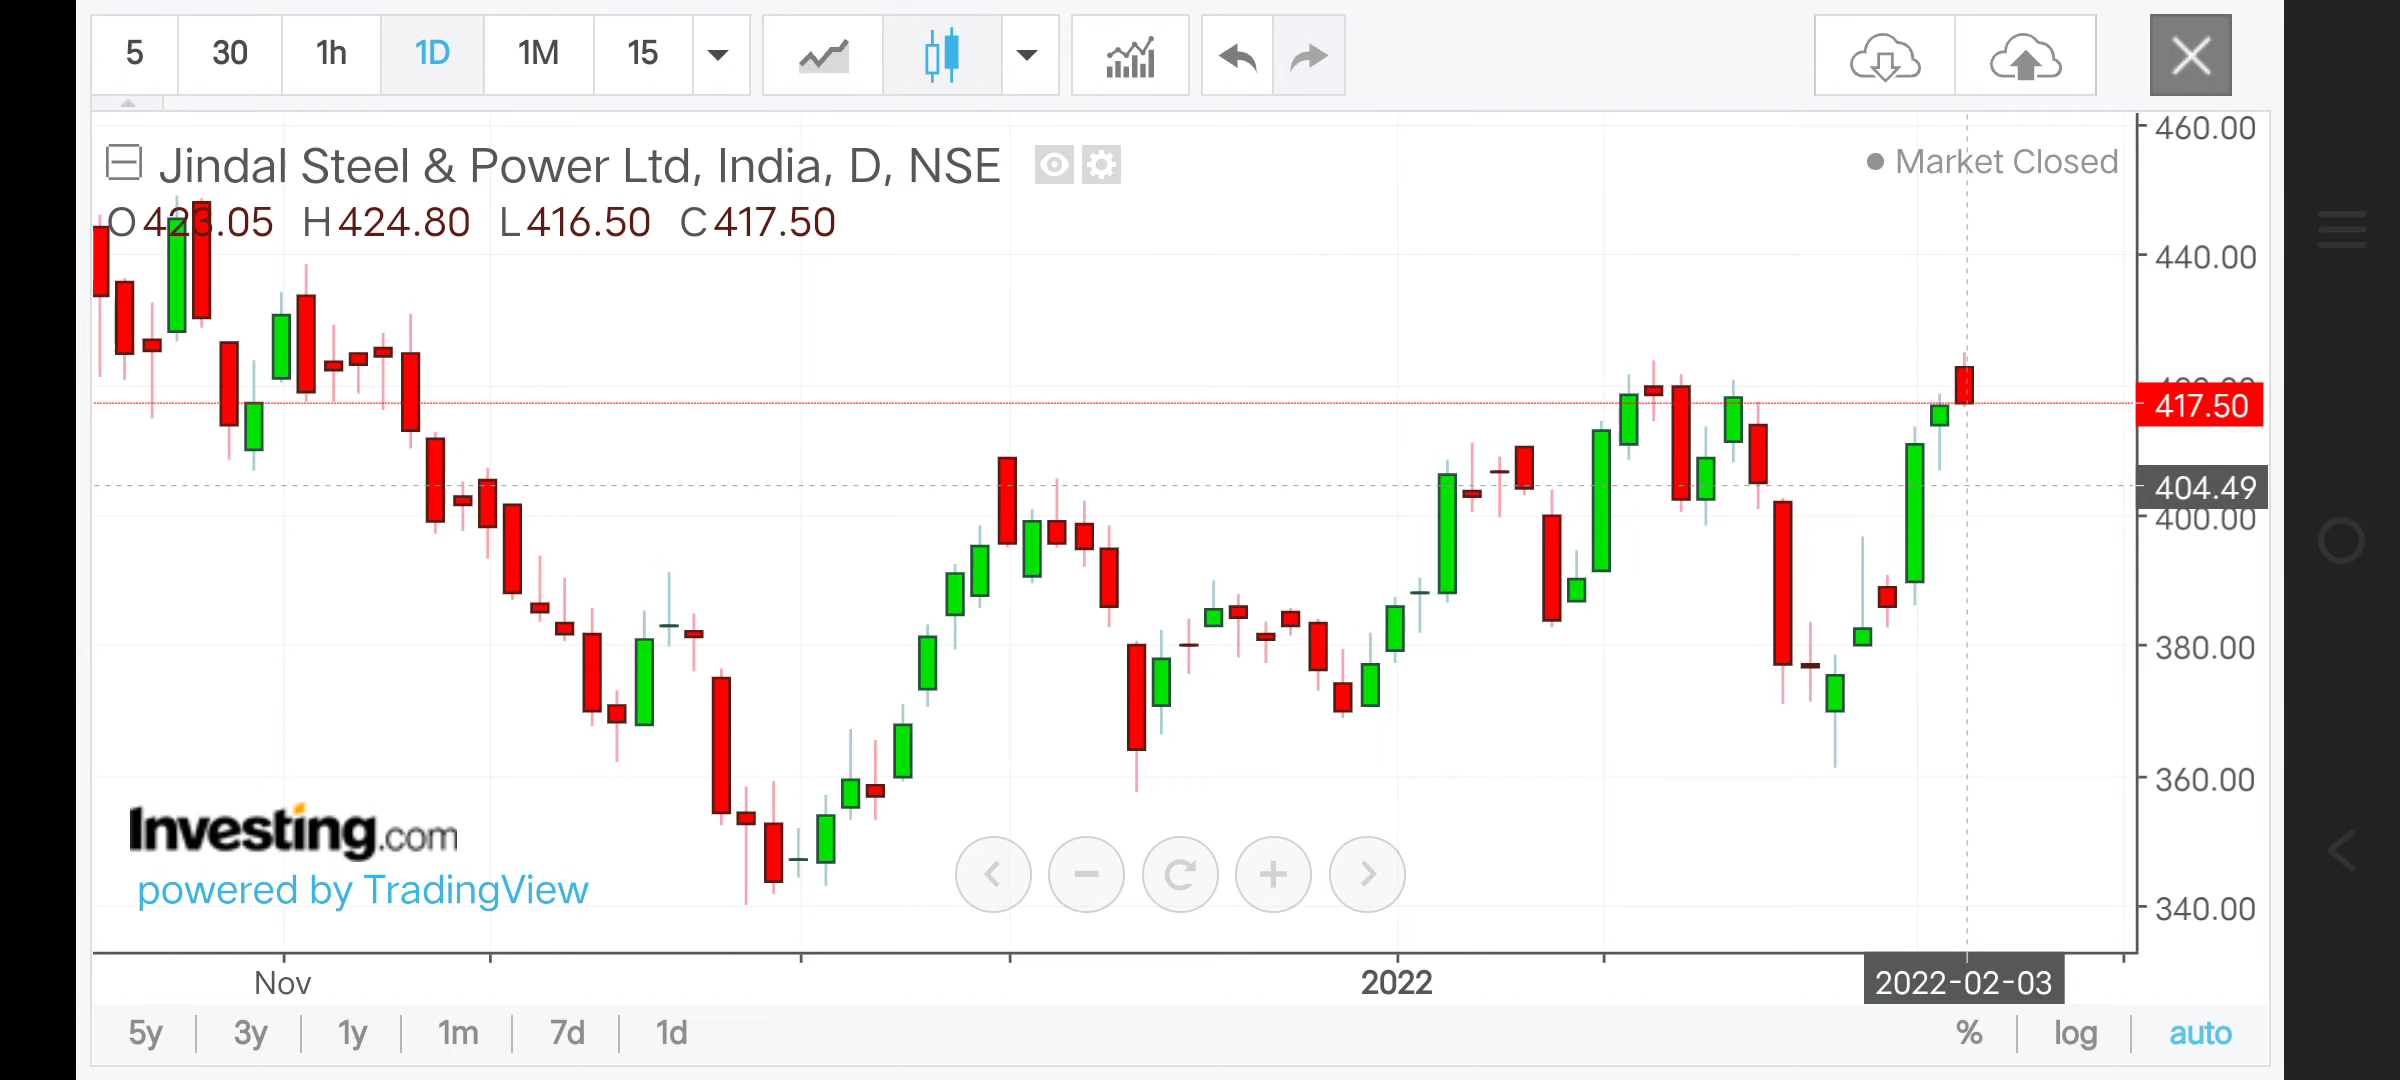 5 30 1h 1D 1M 15
Jindal Steel & Power Ltd, India, D, NSE
Market Closed
O 423.05 H 424.80 L 416.50 C 417.50
460.00
440.00
417.50
404.49
400.00
380.00
360.00
340.00
Investing.com
powered by TradingView
Nov 2022 2022-02-03
5y 3y 1y 1m 7d 1d % log auto